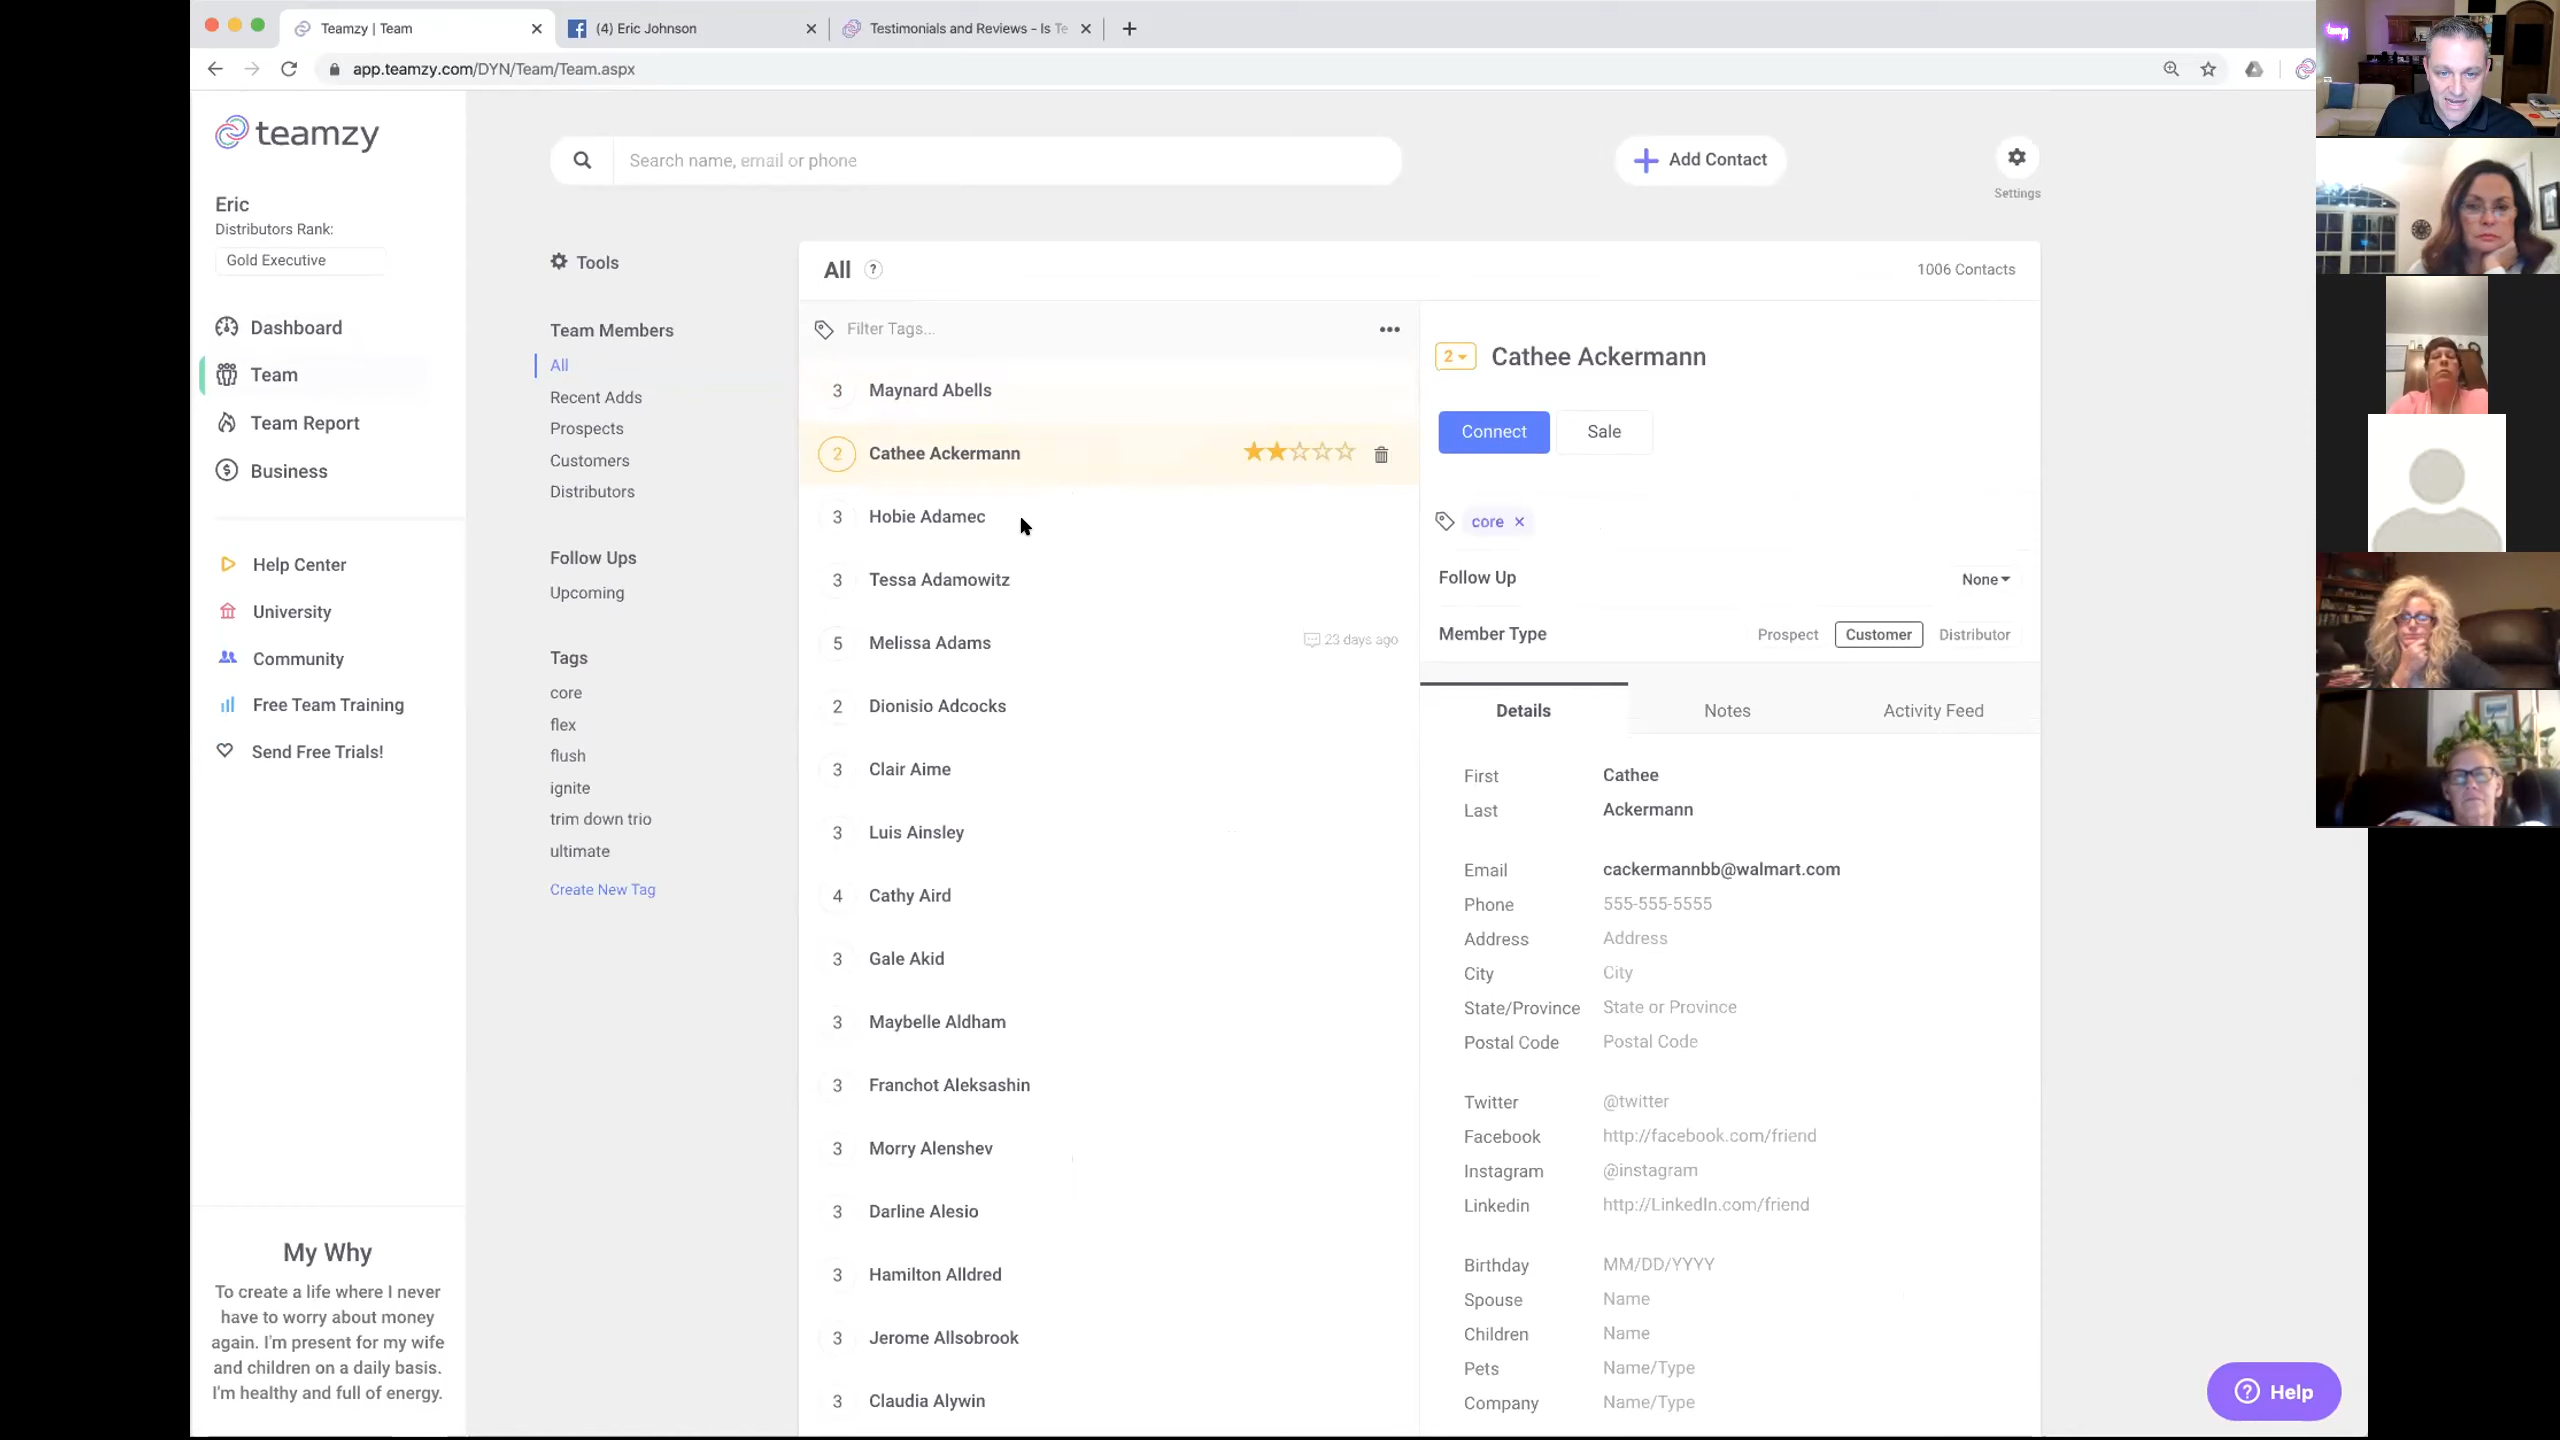 Teamzy | Team
(4) Eric Johnson
Testimonials and Reviews - Is Te
app.teamzy.com/DYN/Team/Team.aspx
teamzy
Eric
Distributors Rank:
Gold Executive
Dashboard
Team
Team Report
Business
Help Center
University
Community
Free Team Training
Send Free Trials!
My Why
To create a life where I never
have to worry about money
again. I'm present for my wife
and children on a daily basis.
I'm healthy and full of energy.
Search name, email or phone
Add Contact
Settings
Tools
Team Members
All
Recent Adds
Prospects
Customers
Distributors
Follow Ups
Upcoming
Tags
core
flex
flush
ignite
trim down trio
ultimate
Create New Tag
All ?
1006 Contacts
Filter Tags...
3 Maynard Abells
2 Cathee Ackermann
3 Hobie Adamec
3 Tessa Adamowitz
5 Melissa Adams 23 days ago
2 Dionisio Adcocks
3 Clair Aime
3 Luis Ainsley
4 Cathy Aird
3 Gale Akid
3 Maybelle Aldham
3 Franchot Aleksashin
3 Morry Alenshev
3 Darline Alesio
3 Hamilton Alldred
3 Jerome Allsobrook
3 Claudia Alywin
2 Cathee Ackermann
Connect Sale
core
Follow Up None
Member Type Prospect Customer Distributor
Details Notes Activity Feed
First Cathee
Last Ackermann
Email cackermannbb@walmart.com
Phone 555-555-5555
Address Address
City City
State/Province State or Province
Postal Code Postal Code
Twitter @twitter
Facebook http://facebook.com/friend
Instagram @instagram
Linkedin http://LinkedIn.com/friend
Birthday MM/DD/YYYY
Spouse Name
Children Name
Pets Name/Type
Company Name/Type
? Help